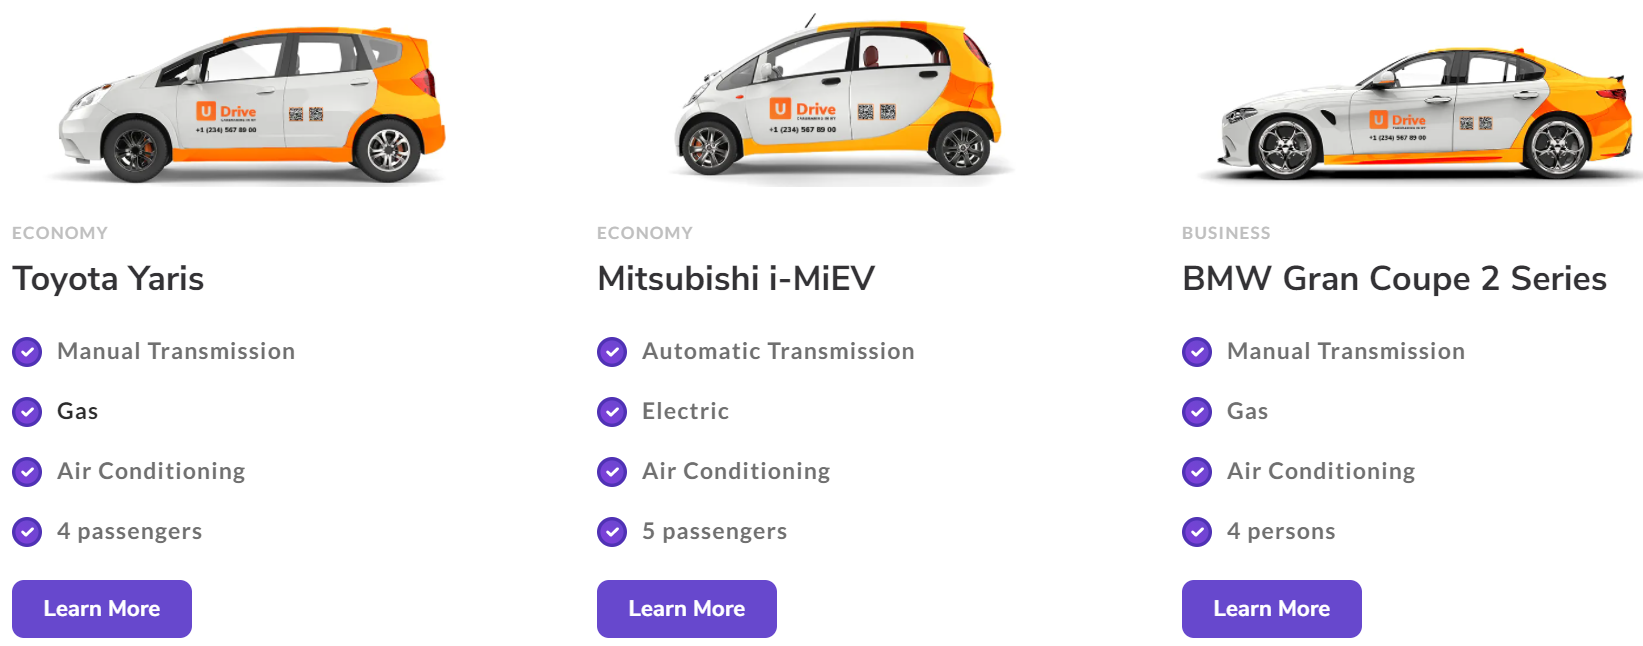 U Drive
+1 (234) 567 89 00
U Drive
+1 (234) 567 89 00
U Drive
+1 (234) 567 89 00
ECONOMY
Toyota Yaris
Manual Transmission
Gas
Air Conditioning
4 passengers
Learn More
ECONOMY
Mitsubishi i-MiEV
Automatic Transmission
Electric
Air Conditioning
5 passengers
Learn More
BUSINESS
BMW Gran Coupe 2 Series
Manual Transmission
Gas
Air Conditioning
4 persons
Learn More